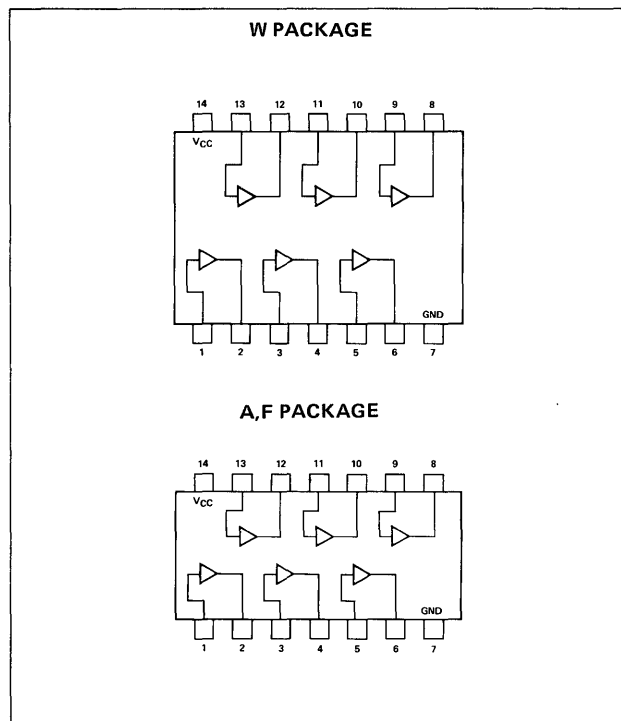 W PACKAGE
14 13 12 11 10 9 8
VCC
GND
1 2 3 4 5 6 7
A,F PACKAGE
14 13 12 11 10 9 8
VCC
GND
1 2 3 4 5 6 7